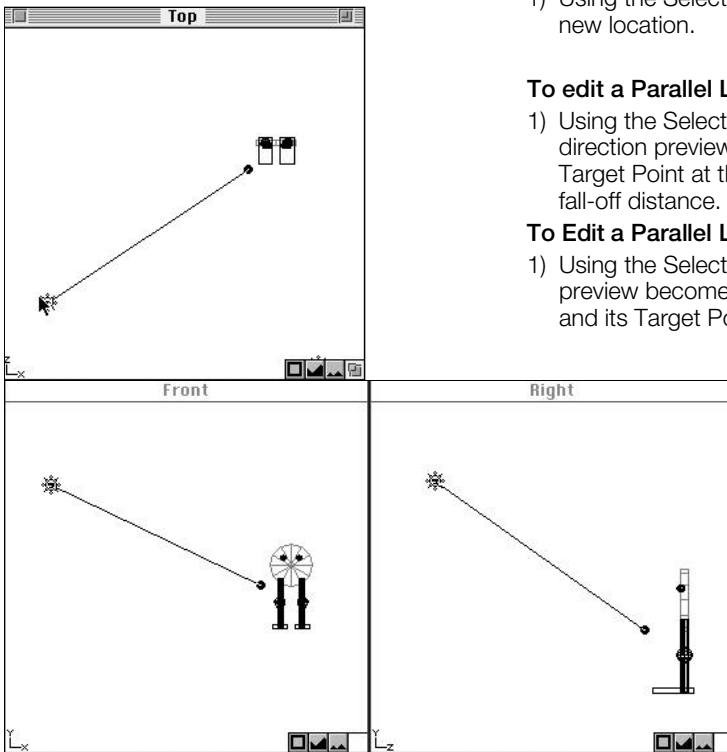 Top
1) Using the Select
new location.
To edit a Parallel L
1) Using the Select
direction preview
Target Point at th
fall-off distance.
To Edit a Parallel L
1) Using the Select
preview become
and its Target Po
z
x
Front
Right
Y
x
Y
z